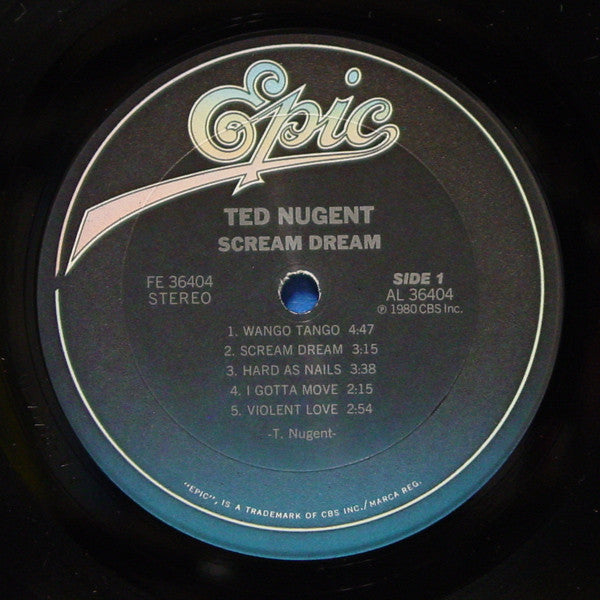 Epic
TED NUGENT
SCREAM DREAM
FE 36404
STEREO
SIDE 1
AL 36404
℗ 1980 CBS Inc.
1. WANGO TANGO 4:47
2. SCREAM DREAM 3:15
3. HARD AS NAILS 3:38
4. I GOTTA MOVE 2:15
5. VIOLENT LOVE 2:54
-T. Nugent-
"EPIC", IS A TRADEMARK OF CBS INC./MARCA REG.